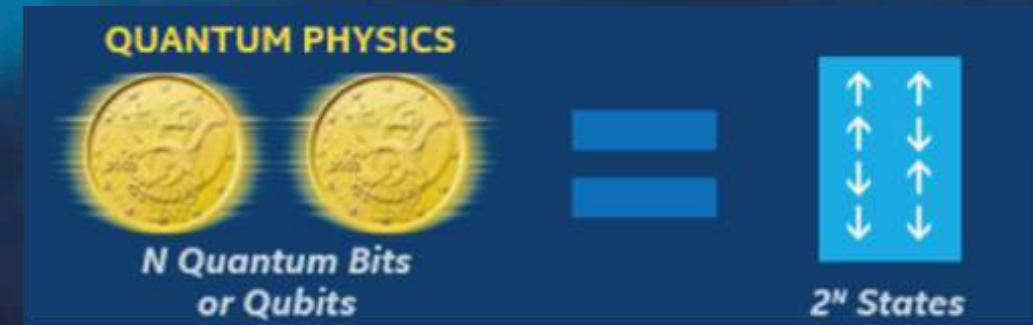 QUANTUM PHYSICS
↑ ↑
↑ ↓
↓ ↑
↓ ↓
N Quantum Bits
or Qubits
2ᴺ States